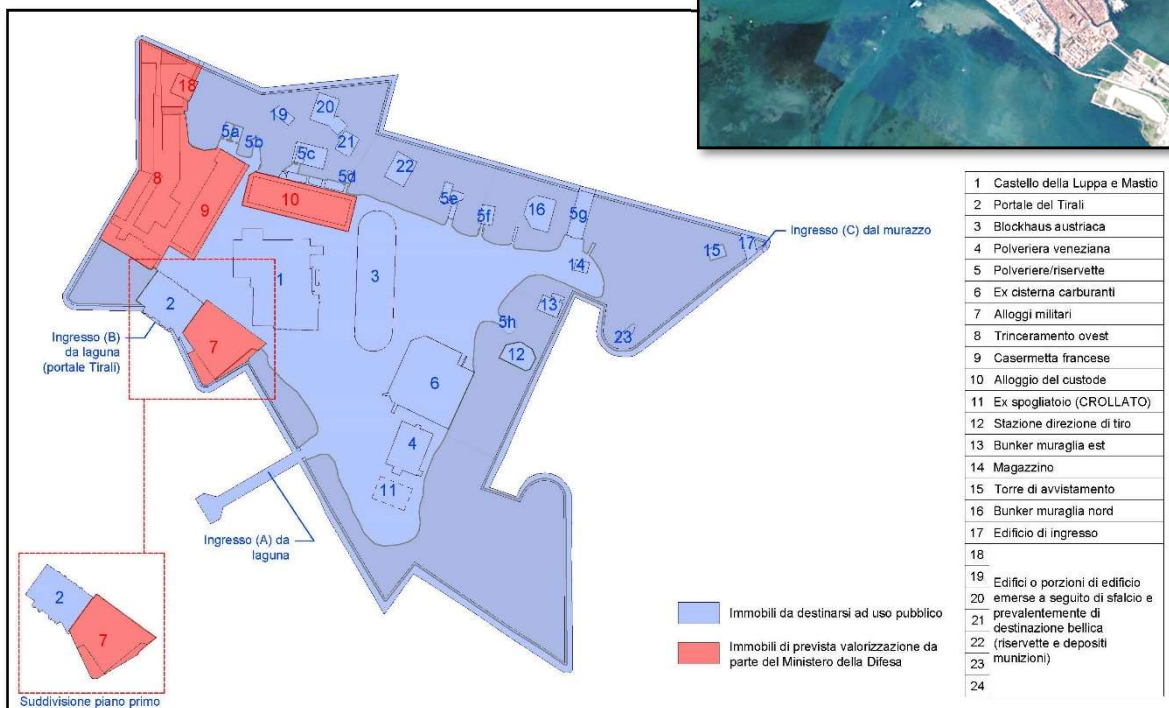 18
19
20
21
5a
5b
5c
5d
22
5e
5f
16
5g
8
9
10
15
17
Ingresso (C) dal murazzo
14
1
3
13
5h
23
2
12
Ingresso (B)
da laguna
(portale Tirali)
7
6
4
11
Ingresso (A) da
laguna
2
7
Suddivisione piano primo
Immobili da destinarsi ad uso pubblico
Immobili di prevista valorizzazione da
parte del Ministero della Difesa
1 Castello della Luppa e Mastio
2 Portale del Tirali
3 Blockhaus austriaca
4 Polveriera veneziana
5 Polveriere/riservette
6 Ex cisterna carburanti
7 Alloggi militari
8 Trinceramento ovest
9 Casermetta francese
10 Alloggio del custode
11 Ex spogliatoio (CROLLATO)
12 Stazione direzione di tiro
13 Bunker muraglia est
14 Magazzino
15 Torre di avvistamento
16 Bunker muraglia nord
17 Edificio di ingresso
18
19 Edifici o porzioni di edificio
20 emerse a seguito di sfalcio e
21 prevalentemente di
destinazione bellica
22 (riservette e depositi
23 munizioni)
24